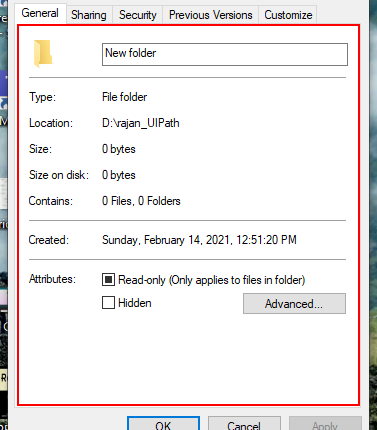 General Sharing Security Previous Versions Customize
New folder
Type: File folder
Location: D:\rajan_UIPath
Size: 0 bytes
Size on disk: 0 bytes
Contains: 0 Files, 0 Folders
Created: Sunday, February 14, 2021, 12:51:20 PM
Attributes: Read-only (Only applies to files in folder)
Hidden Advanced...
OK Cancel Apply